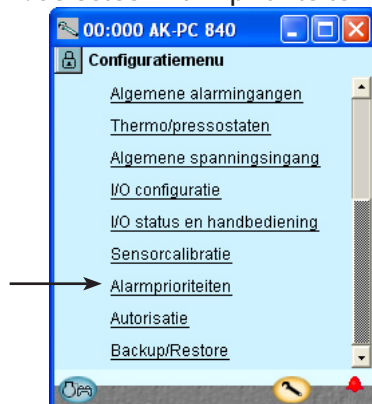 00:000 AK-PC 840
Configuratiemenu
Algemene alarmingangen
Thermo/pressostaten
Algemene spanningsingang
I/O configuratie
I/O status en handbediening
Sensorcalibratie
Alarmprioriteiten
Autorisatie
Backup/Restore